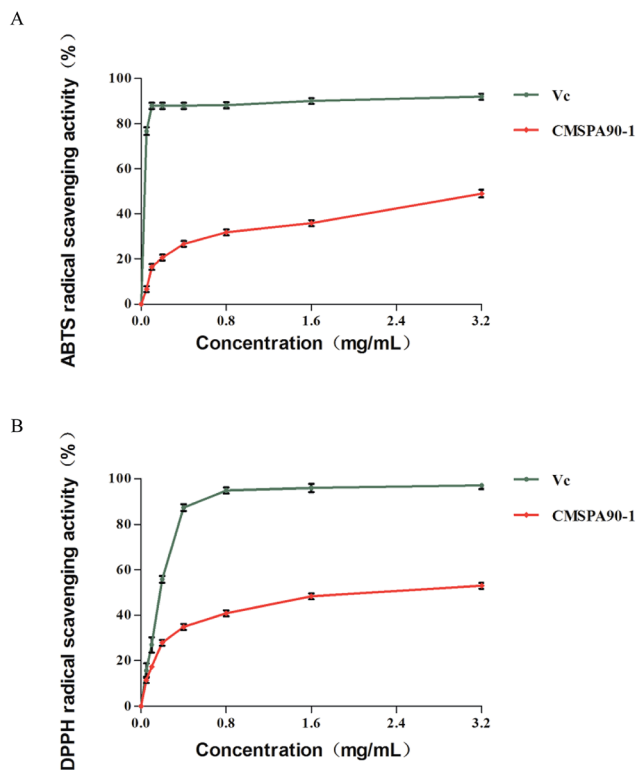 A
ABTS radical scavenging activity (%)
100
80
60
40
20
0
0.0 0.8 1.6 2.4 3.2
Concentration（mg/mL）
Vc
CMSPA90-1
B
DPPH radical scavenging activity (%)
100
80
60
40
20
0
0.0 0.8 1.6 2.4 3.2
Concentration（mg/mL）
Vc
CMSPA90-1